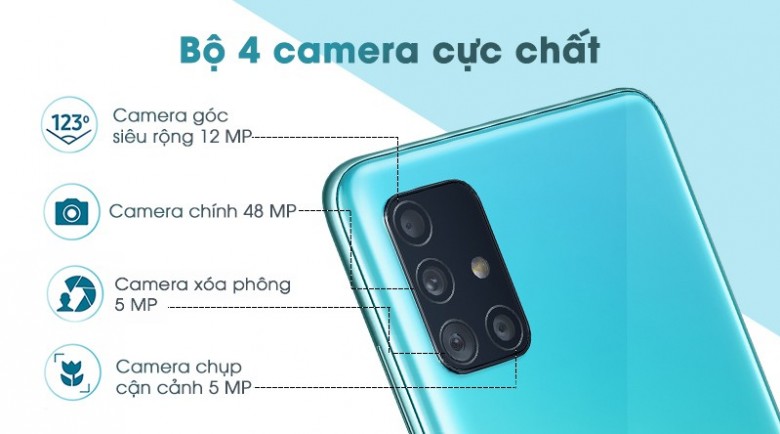 Bộ 4 camera cực chất
123º
Camera góc
siêu rộng 12 MP
Camera chính 48 MP
Camera xóa phông
5 MP
Camera chụp
cận cảnh 5 MP